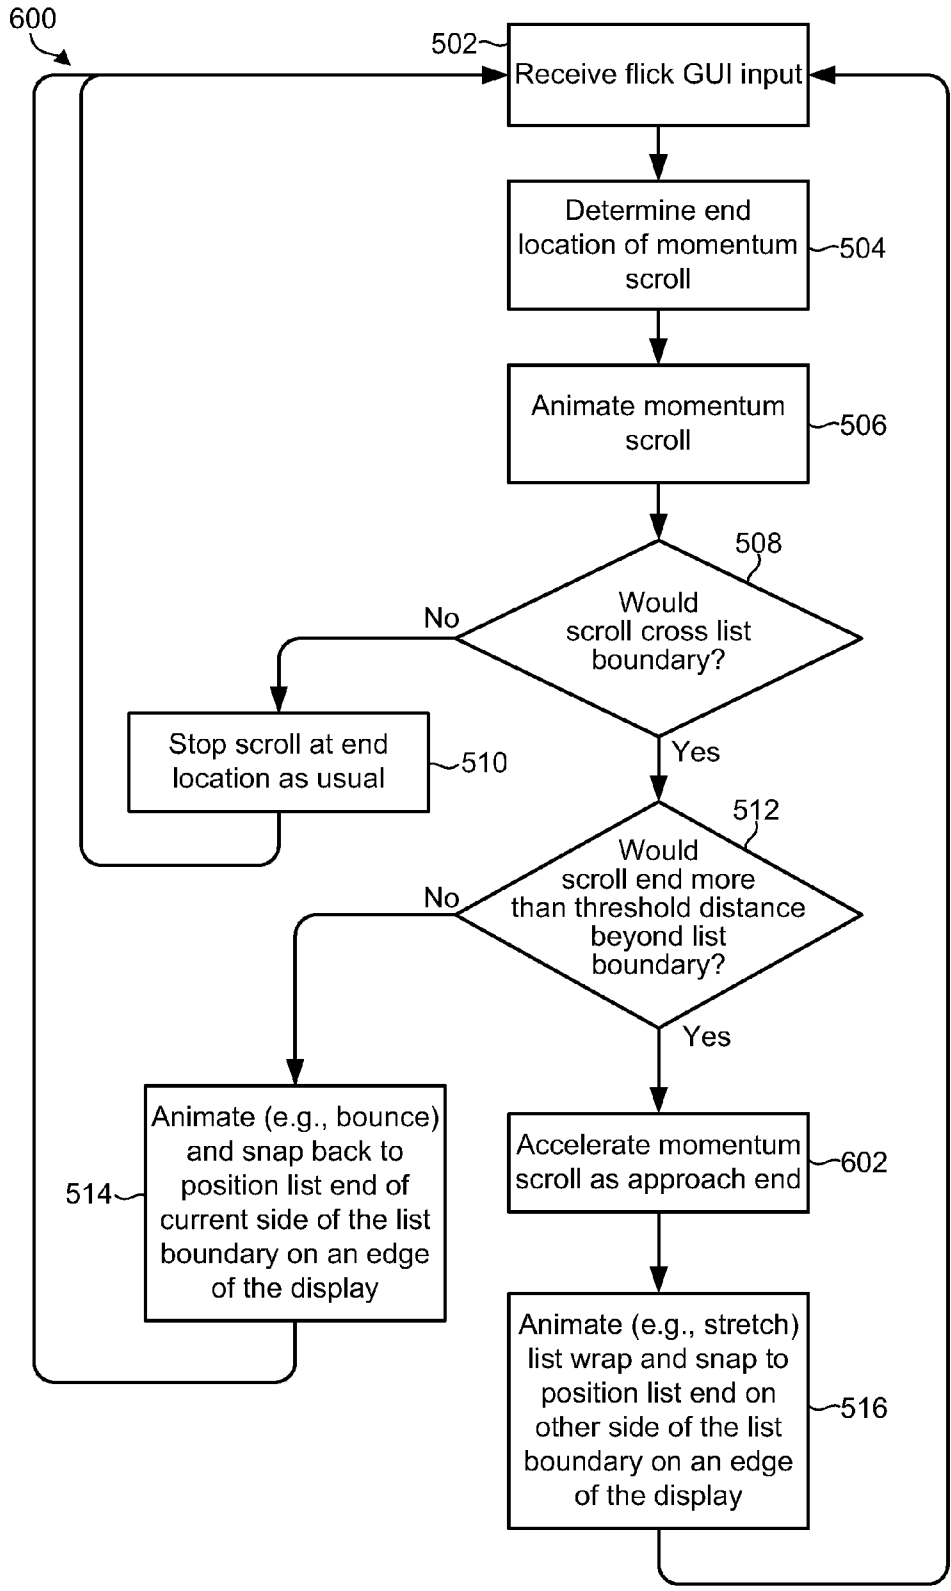 600
502
Receive flick GUI input
Determine end
location of momentum
scroll
504
Animate momentum
scroll
506
508
Would
scroll cross list
boundary?
No
Yes
Stop scroll at end
location as usual
510
512
Would
scroll end more
than threshold distance
beyond list
boundary?
No
Yes
Animate (e.g., bounce)
and snap back to
position list end of
current side of the list
boundary on an edge
of the display
514
Accelerate momentum
scroll as approach end
602
Animate (e.g., stretch)
list wrap and snap to
position list end on
other side of the list
boundary on an edge
of the display
516